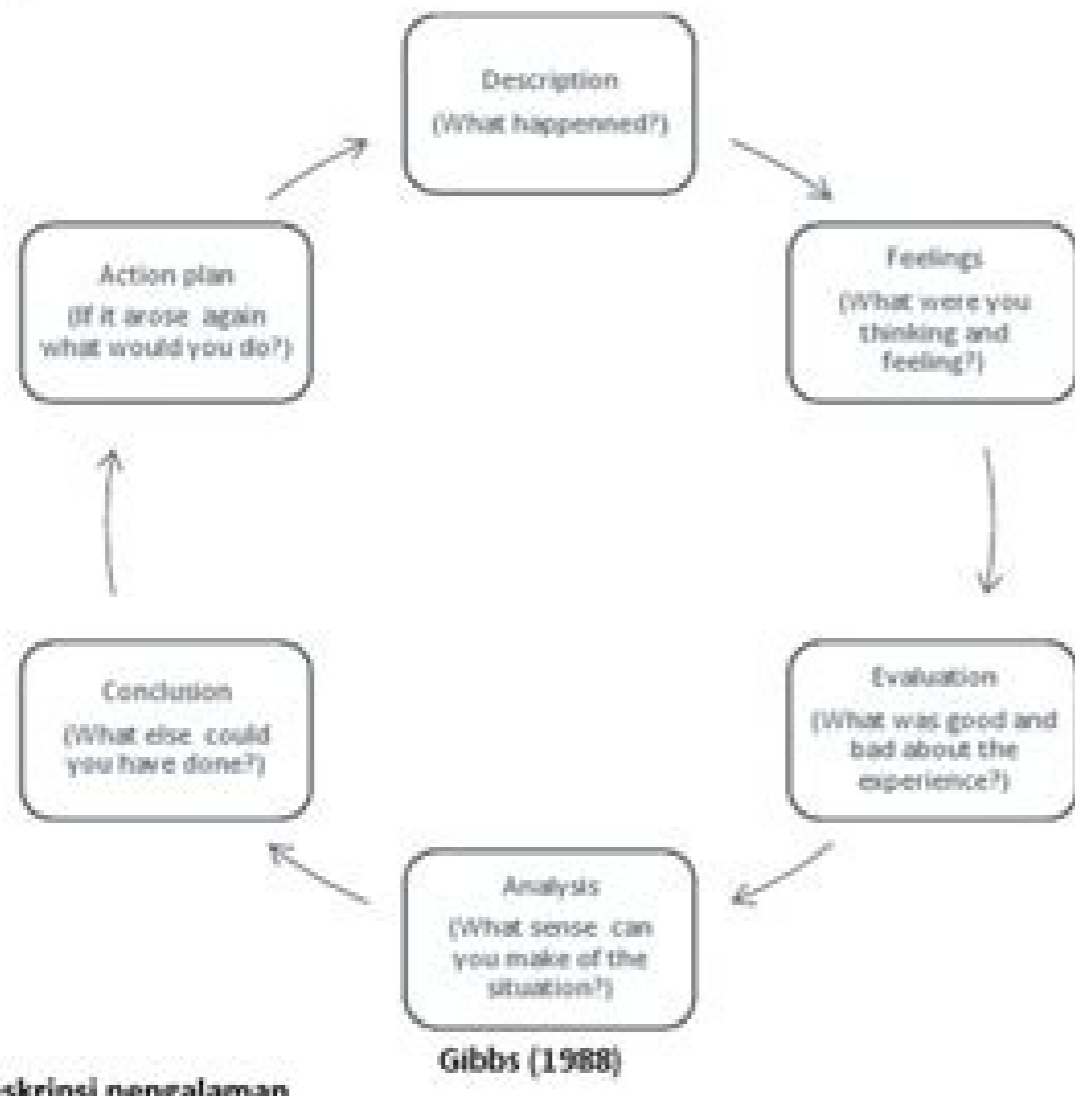 Description
(What happenned?)
Feelings
(What were you
thinking and
feeling?)
Evaluation
(What was good and
bad about the
experience?)
Analysis
(What sense can
you make of the
situation?)
Conclusion
(What else could
you have done?)
Action plan
(If it arose again
what would you do?)
Gibbs (1988)
pengalaman